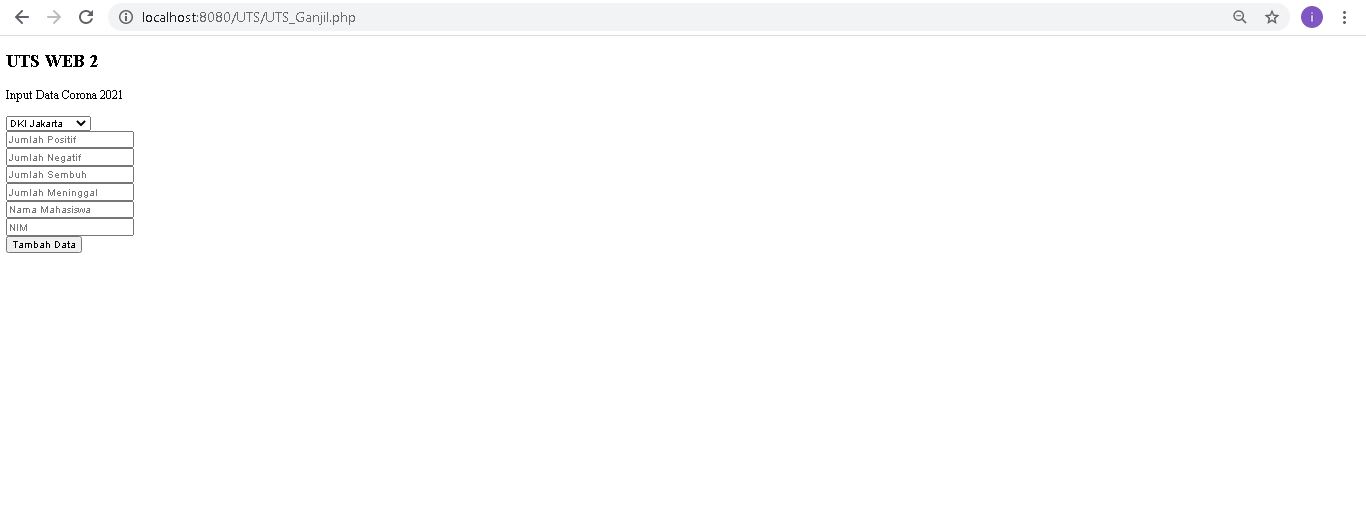 localhost:8080/UTS/UTS_Ganjil.php
i
UTS WEB 2
Input Data Corona 2021
DKI Jakarta
Jumlah Positif
Jumlah Negatif
Jumlah Sembuh
Jumlah Meninggal
Nama Mahasiswa
NIM
Tambah Data